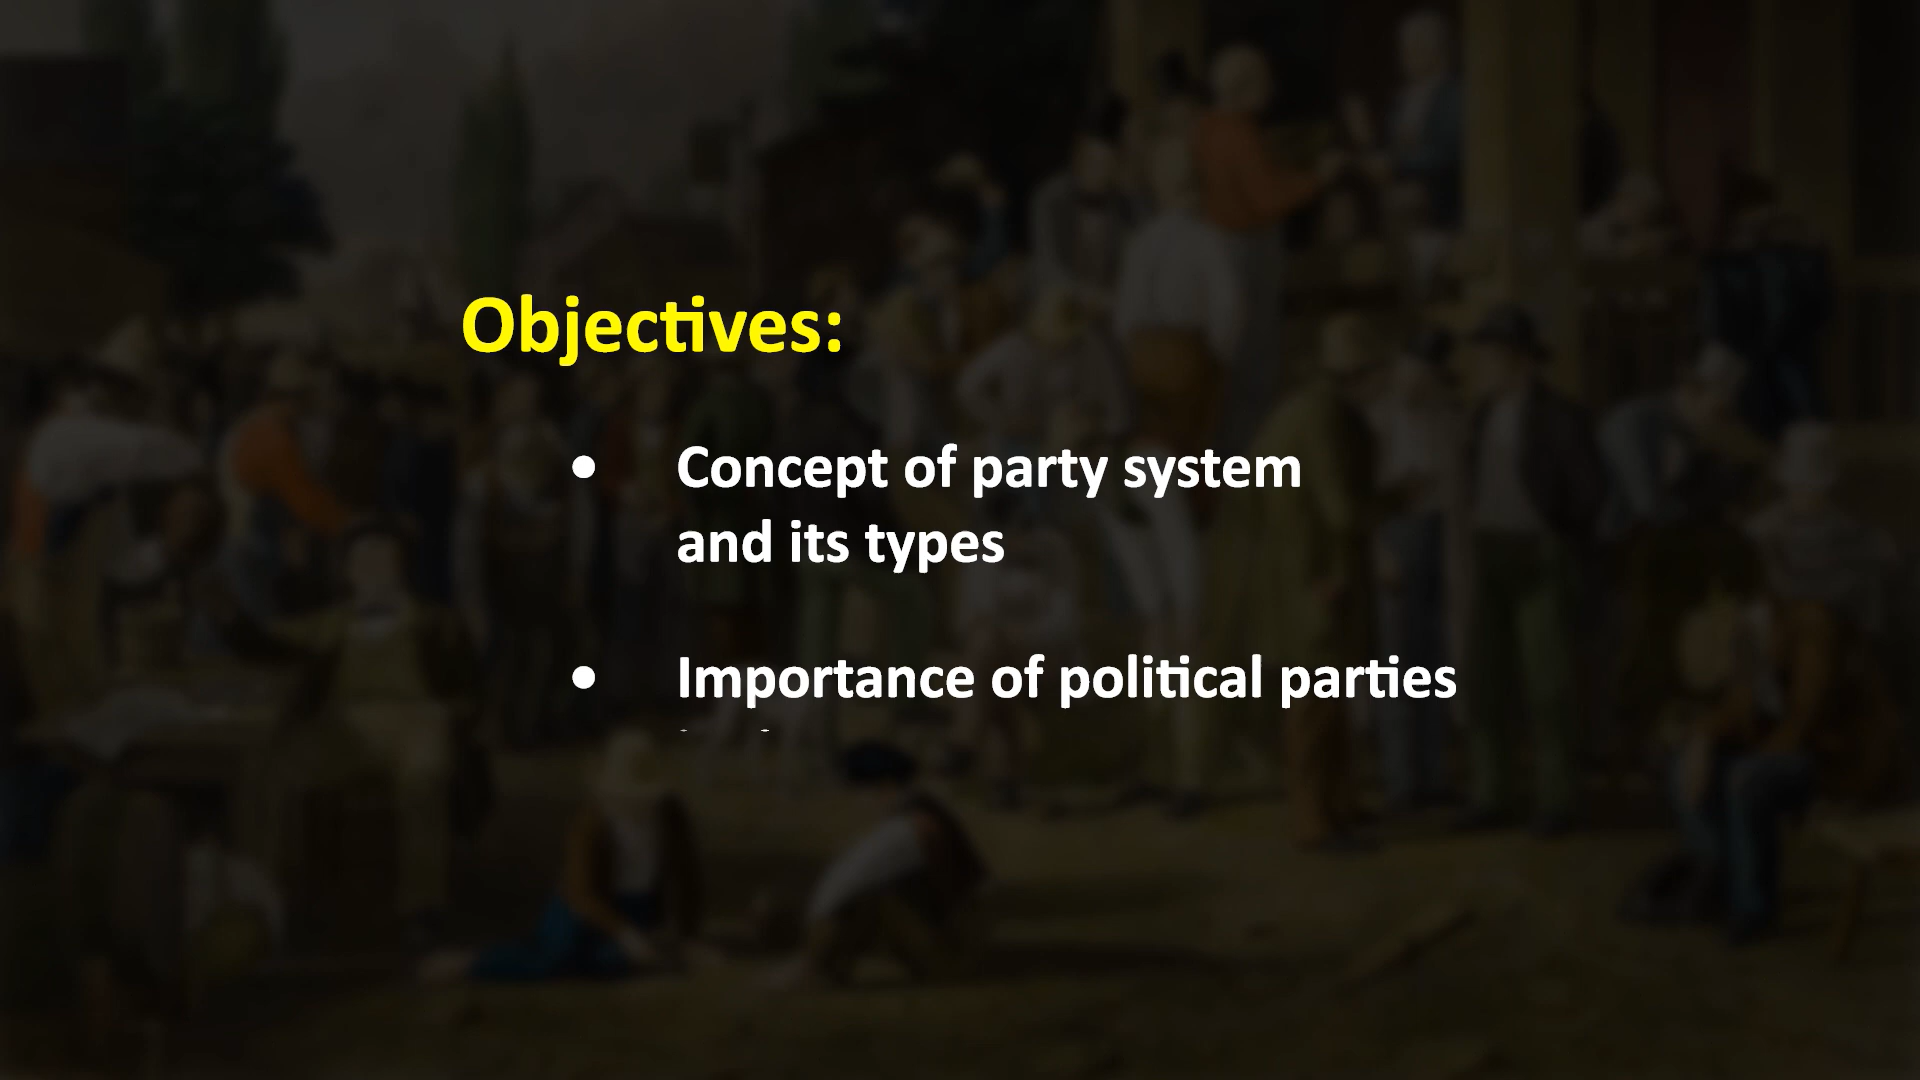 Objectives:
• Concept of party system
and its types
• Importance of political parties